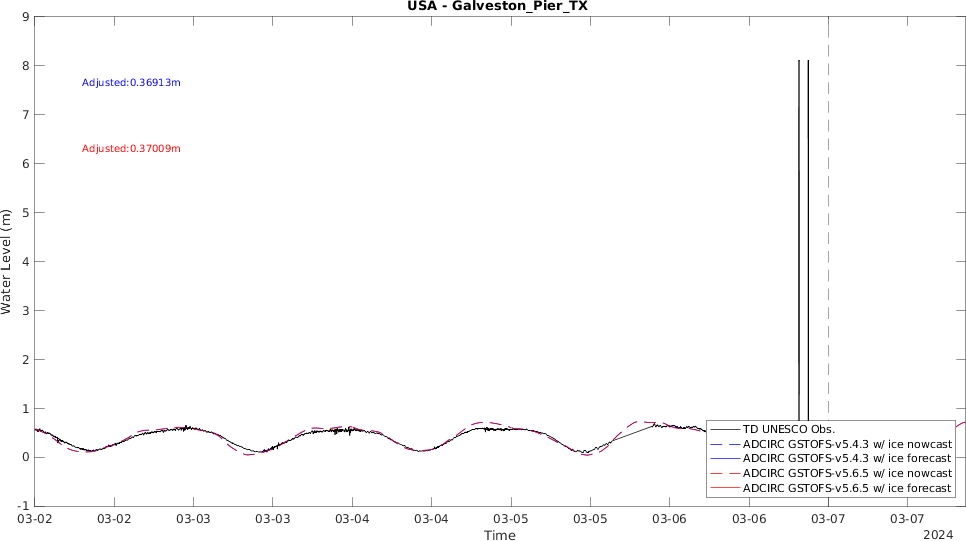 USA - Galveston_Pier_TX
9
8
7
6
5
4
3
2
1
0
-1
Water Level (m)
Adjusted:0.36913m
Adjusted:0.37009m
TD UNESCO Obs.
ADCIRC GSTOFS-v5.4.3 w/ ice nowcast
ADCIRC GSTOFS-v5.4.3 w/ ice forecast
ADCIRC GSTOFS-v5.6.5 w/ ice nowcast
ADCIRC GSTOFS-v5.6.5 w/ ice forecast
03-02 03-02 03-03 03-03 03-04 03-04 03-05 03-05 03-06 03-06 03-07 03-07
Time
2024